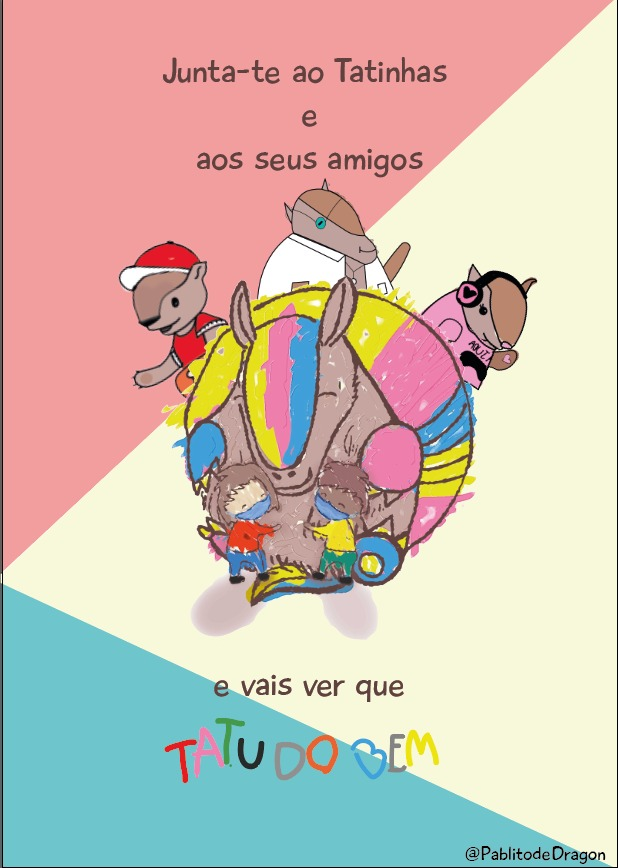 Junta-te ao Tatinhas
e
aos seus amigos
e vais ver que
TATU DO BEM
@PablitodeDragon